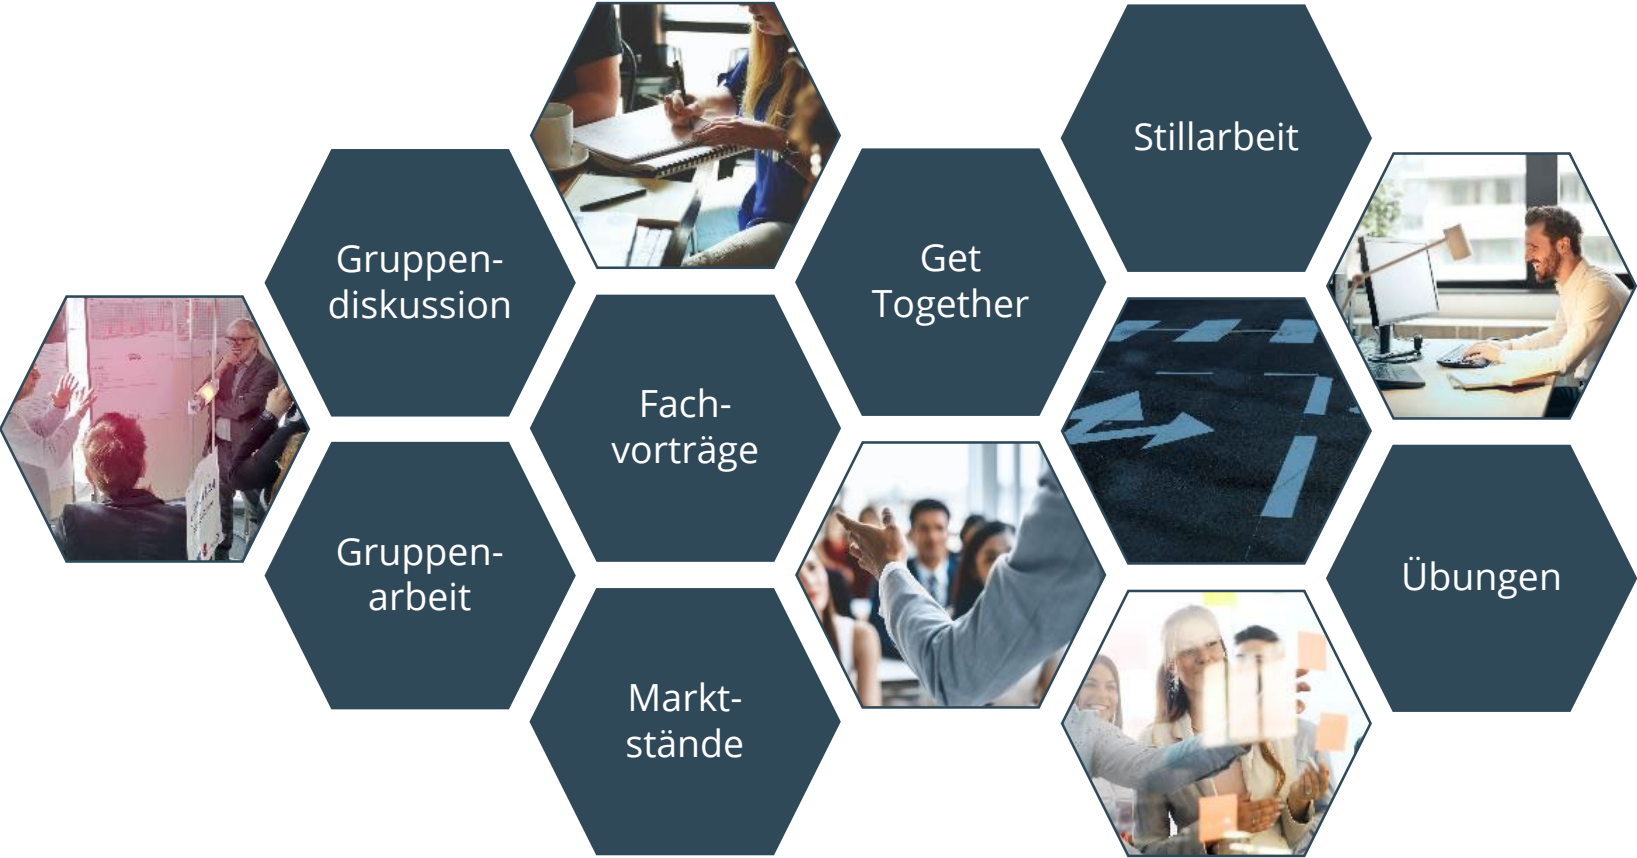 Stillarbeit
Gruppen-
diskussion
Get
Together
Fach-
vorträge
Gruppen-
arbeit
Übungen
Markt-
stände